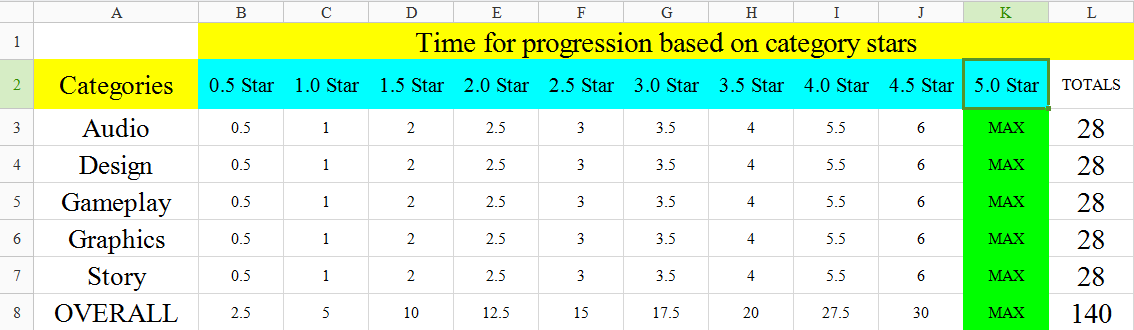 A B C D E F G H I J K L
1 Time for progression based on category stars
2 Categories 0.5 Star 1.0 Star 1.5 Star 2.0 Star 2.5 Star 3.0 Star 3.5 Star 4.0 Star 4.5 Star 5.0 Star TOTALS
3 Audio 0.5 1 2 2.5 3 3.5 4 5.5 6 MAX 28
4 Design 0.5 1 2 2.5 3 3.5 4 5.5 6 MAX 28
5 Gameplay 0.5 1 2 2.5 3 3.5 4 5.5 6 MAX 28
6 Graphics 0.5 1 2 2.5 3 3.5 4 5.5 6 MAX 28
7 Story 0.5 1 2 2.5 3 3.5 4 5.5 6 MAX 28
8 OVERALL 2.5 5 10 12.5 15 17.5 20 27.5 30 MAX 140